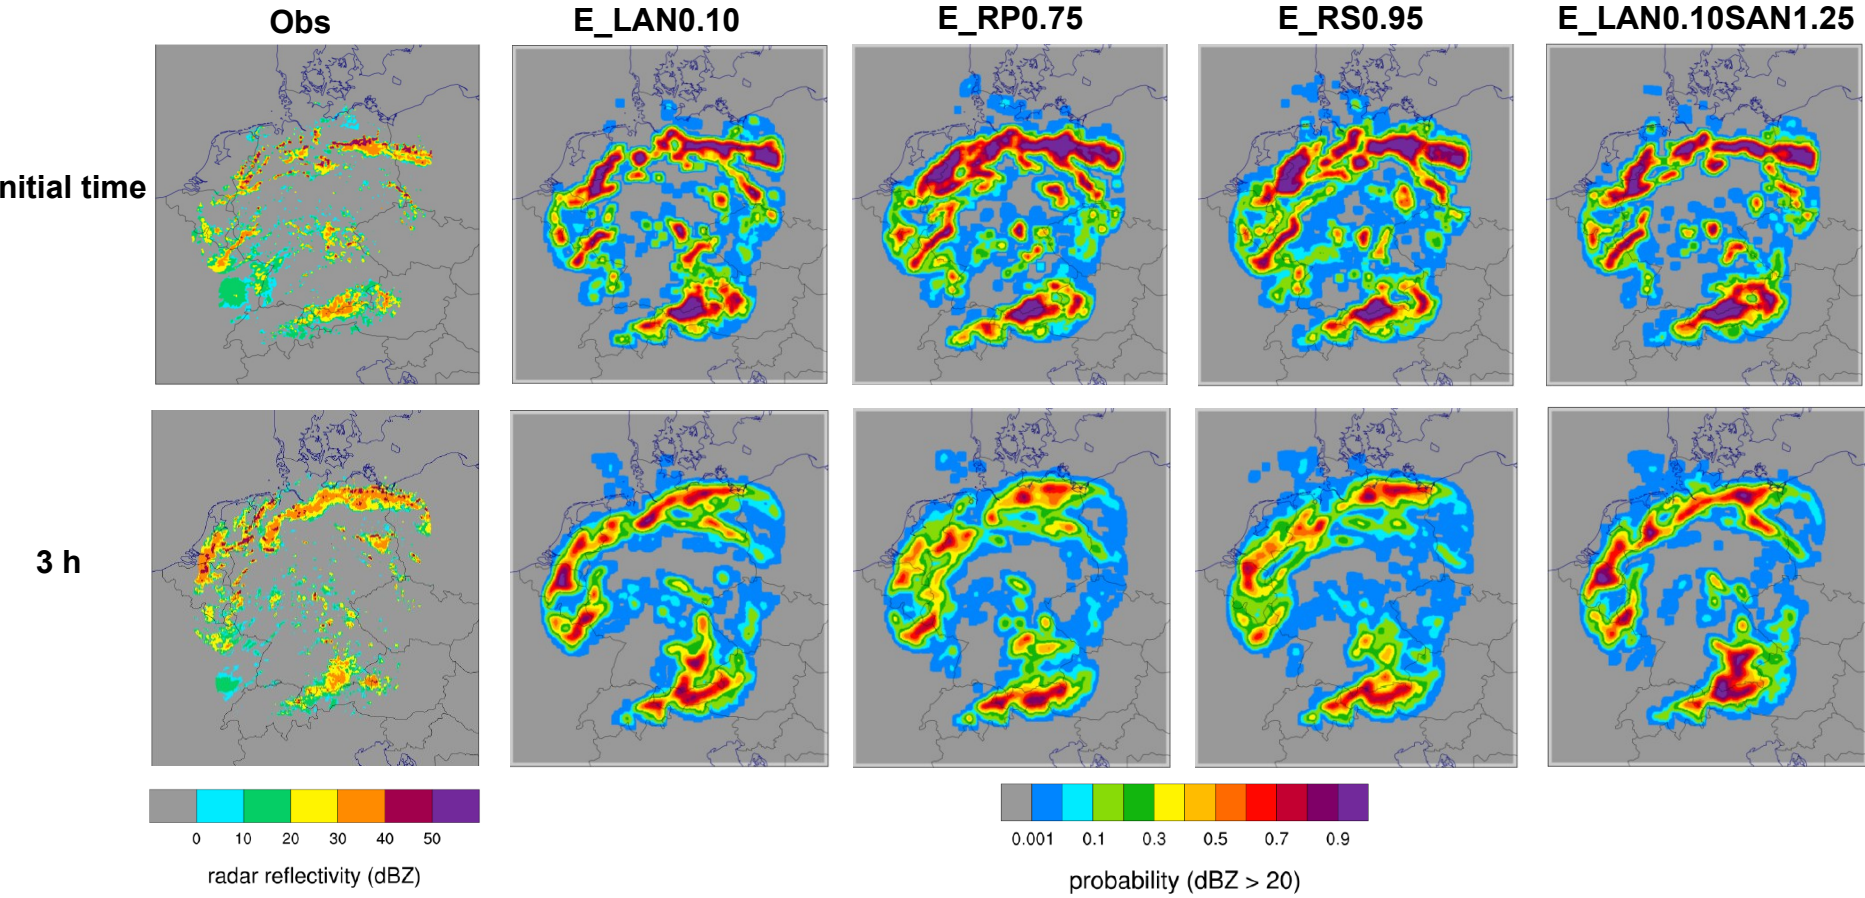 Obs E_LAN0.10 E_RP0.75 E_RS0.95 E_LAN0.10SAN1.25
nitial time
3 h
0 10 20 30 40 50
radar reflectivity (dBZ)
0.001 0.1 0.3 0.5 0.7 0.9
probability (dBZ > 20)